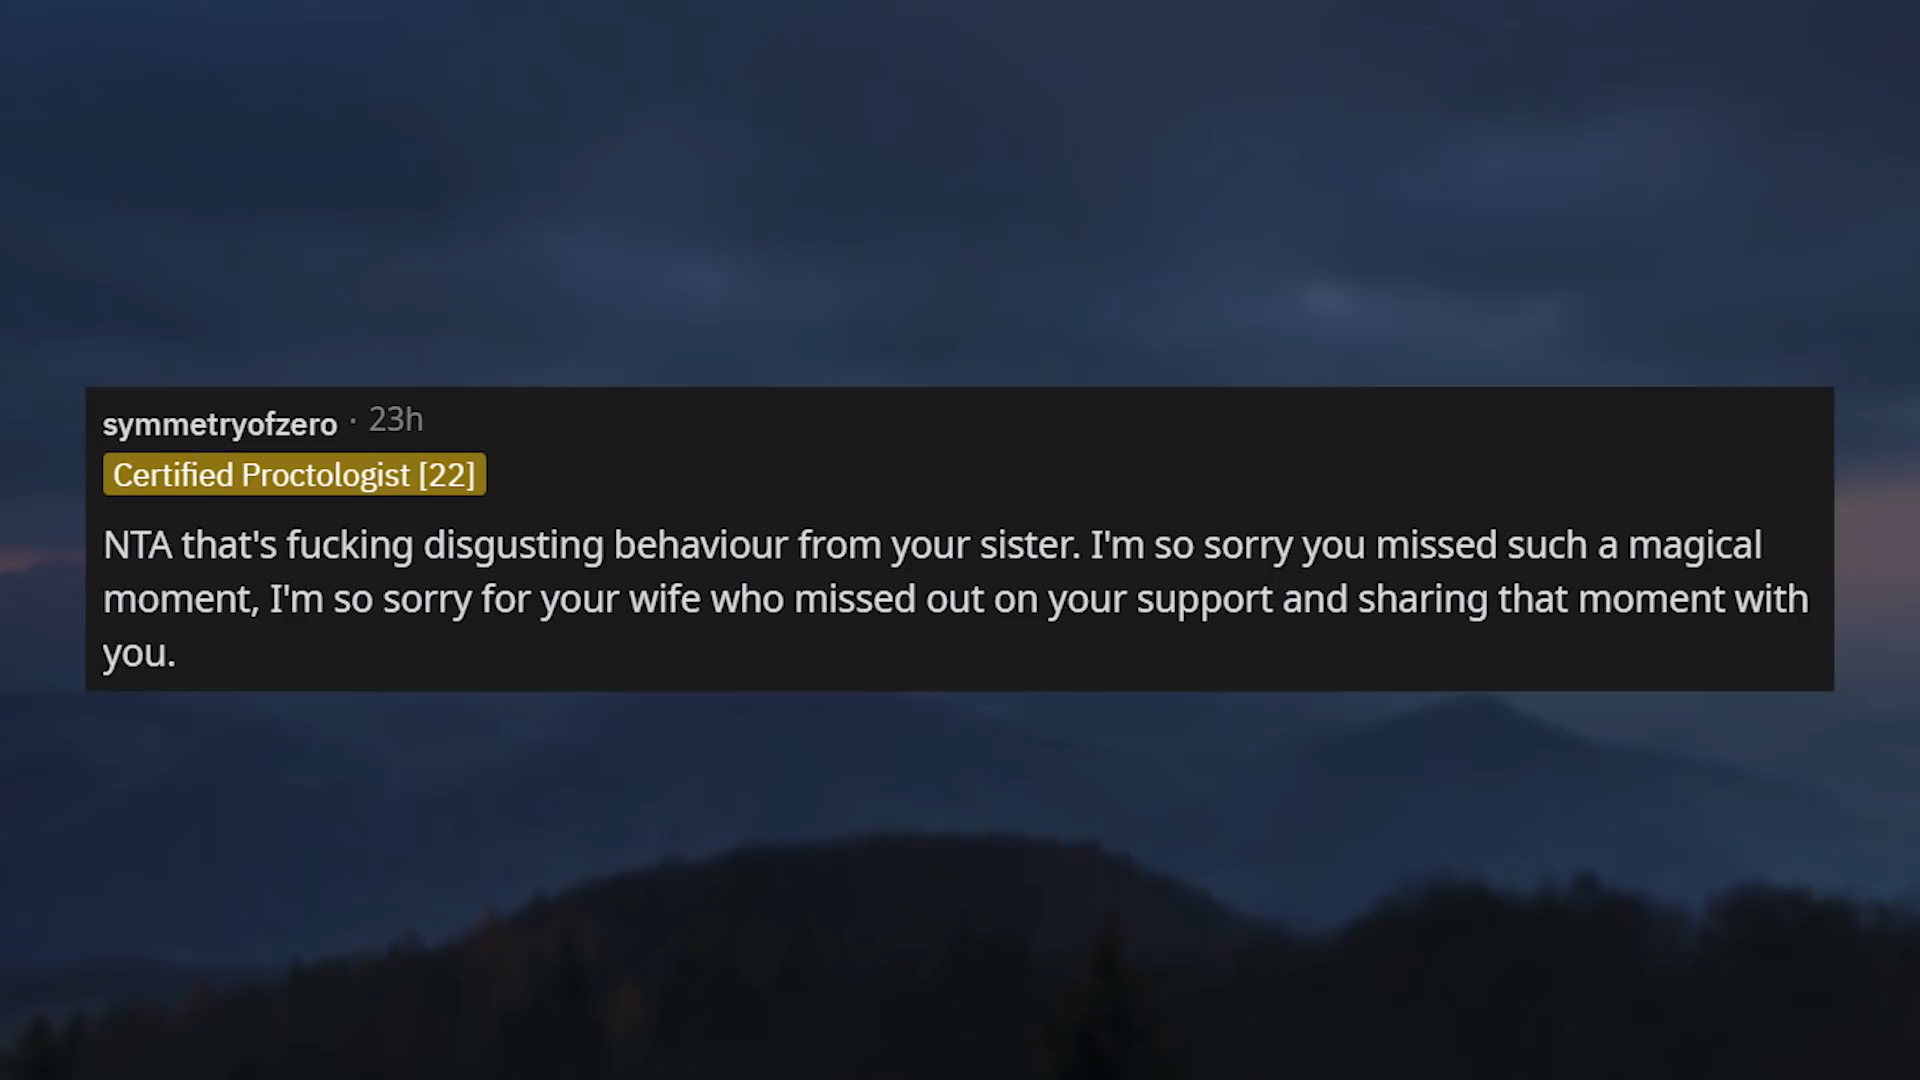 symmetryofzero · 23h
Certified Proctologist [22]
NTA that's fucking disgusting behaviour from your sister. I'm so sorry you missed such a magical
moment, I'm so sorry for your wife who missed out on your support and sharing that moment with
you.